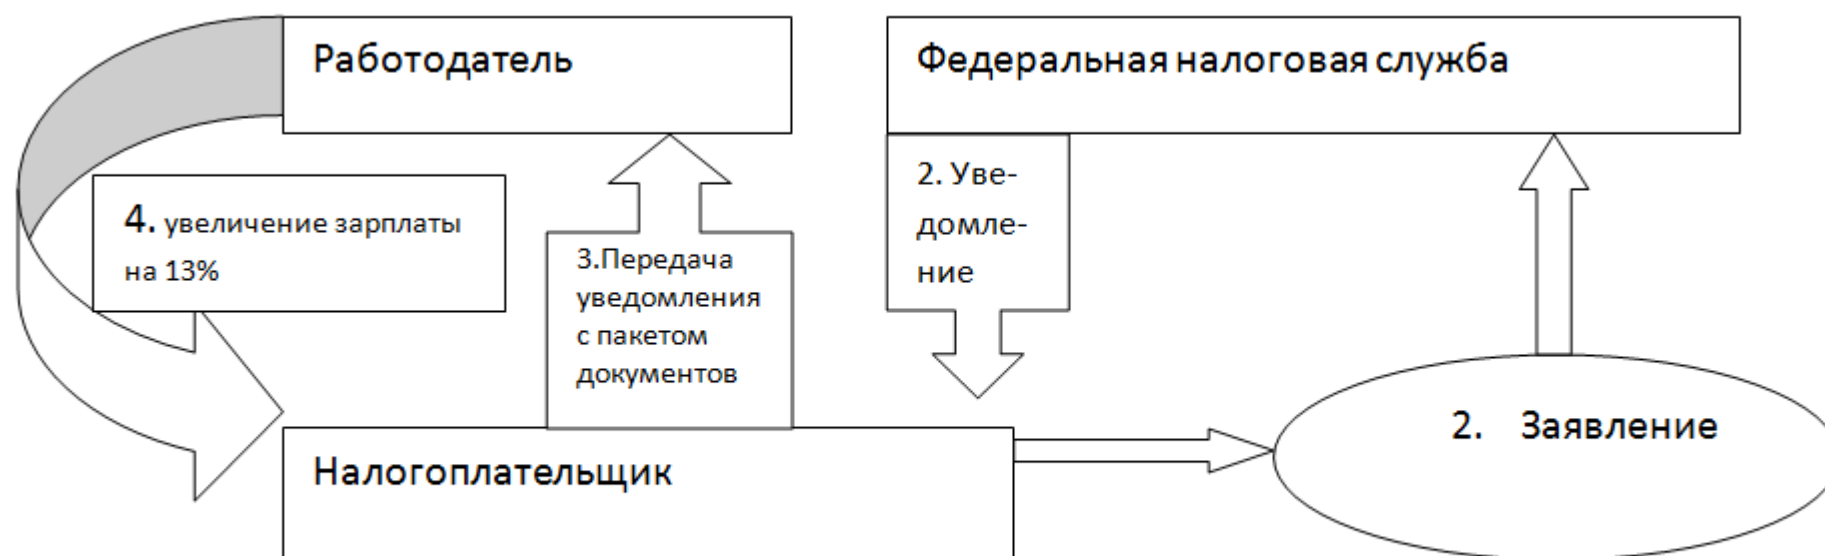 Работодатель
Федеральная налоговая служба
4. увеличение зарплаты
на 13%
3.Передача
уведомления
с пакетом
документов
2. Уве-
домле-
ние
Налогоплательщик
2. Заявление